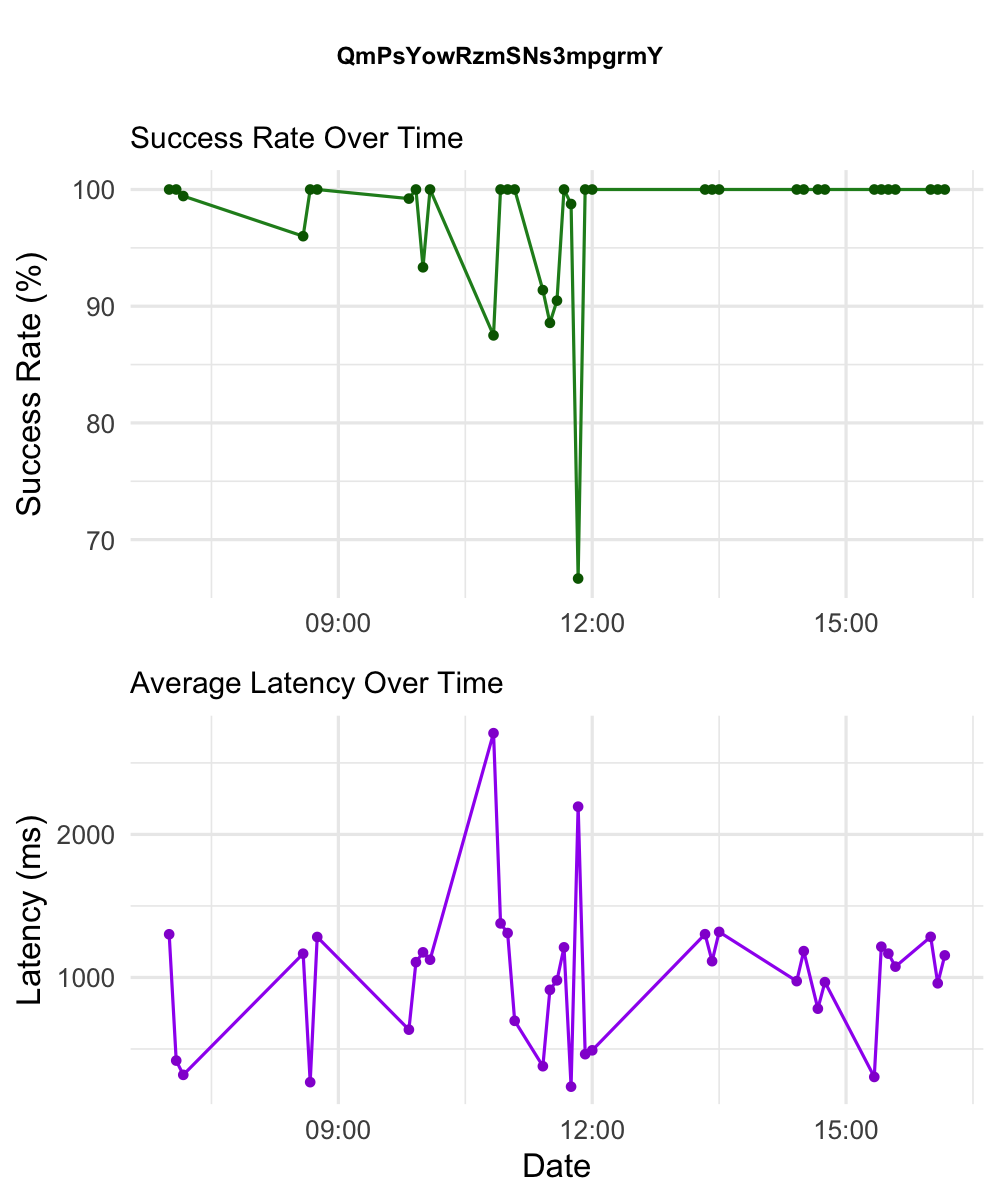 QmPsYowRzmSNs3mpgrmY
Success Rate Over Time
Success Rate (%)
100
90
80
70
09:00 12:00 15:00
Average Latency Over Time
Latency (ms)
2000
1000
09:00 12:00 15:00
Date